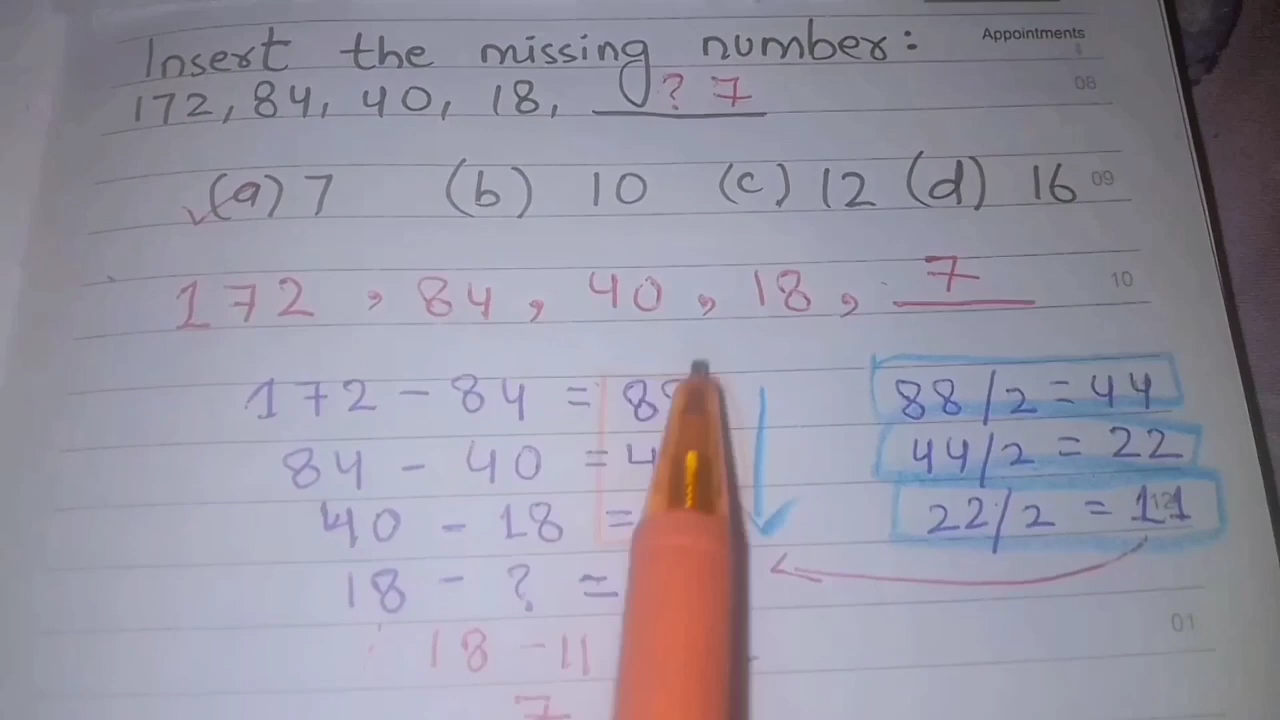 Appointments
Insert the missing number:
172, 84, 40, 18, ? 7
08
(a) 7 (b) 10 (c) 12 (d) 16
09
172, 84, 40, 18, 7
10
172 - 84 = 88
84 - 40 = 4
40 - 18 =
18 - ? =
18 - 11
7
88/2 = 44
44/2 = 22
22/2 = 11
12
01